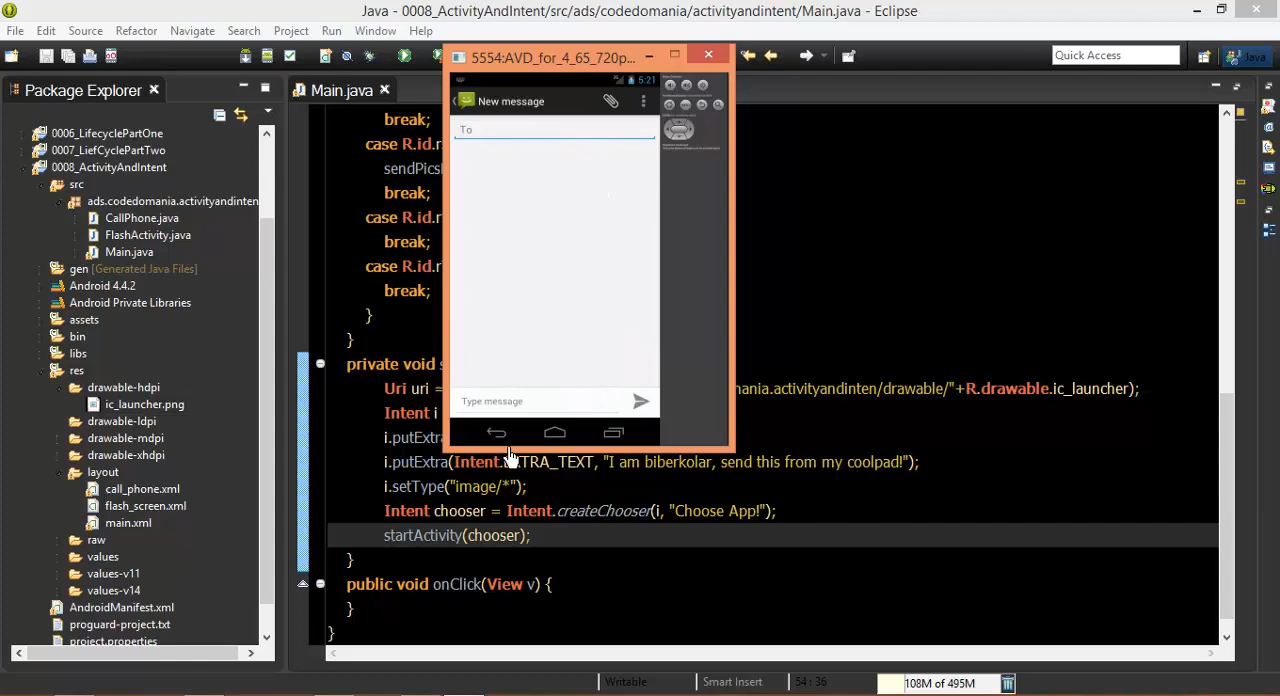 Java - 0008_ActivityAndIntent/src/ads/codedomania/activityandintent/Main.java - Eclipse
File Edit Source Refactor Navigate Search Project Run Window Help
Quick Access
Java
Package Explorer
Main.java
0006_LifecyclePartOne
0007_LiefCyclePartTwo
0008_ActivityAndIntent
src
ads.codedomania.activityandinten
CallPhone.java
FlashActivity.java
Main.java
gen [Generated Java Files]
Android 4.4.2
Android Private Libraries
assets
bin
libs
res
drawable-hdpi
ic_launcher.png
drawable-ldpi
drawable-mdpi
drawable-xhdpi
layout
call_phone.xml
flash_screen.xml
main.xml
raw
values
values-v11
values-v14
AndroidManifest.xml
proguard-project.txt
project.properties
5554:AVD_for_4_65_720p...
5:21
New message
To
Type message
break;
case R.id.r
sendPics
break;
case R.id.r
break;
case R.id.r
break;
}
}
private void s
Uri uri = mania.activityandinten/drawable/"+R.drawable.ic_launcher);
Intent i
i.putExtra
i.putExtra(Intent.EXTRA_TEXT, "I am biberkolar, send this from my coolpad!");
i.setType("image/*");
Intent chooser = Intent.createChooser(i, "Choose App!");
startActivity(chooser);
}
public void onClick(View v) {
}
}
Writable Smart Insert 54 : 36 108M of 495M